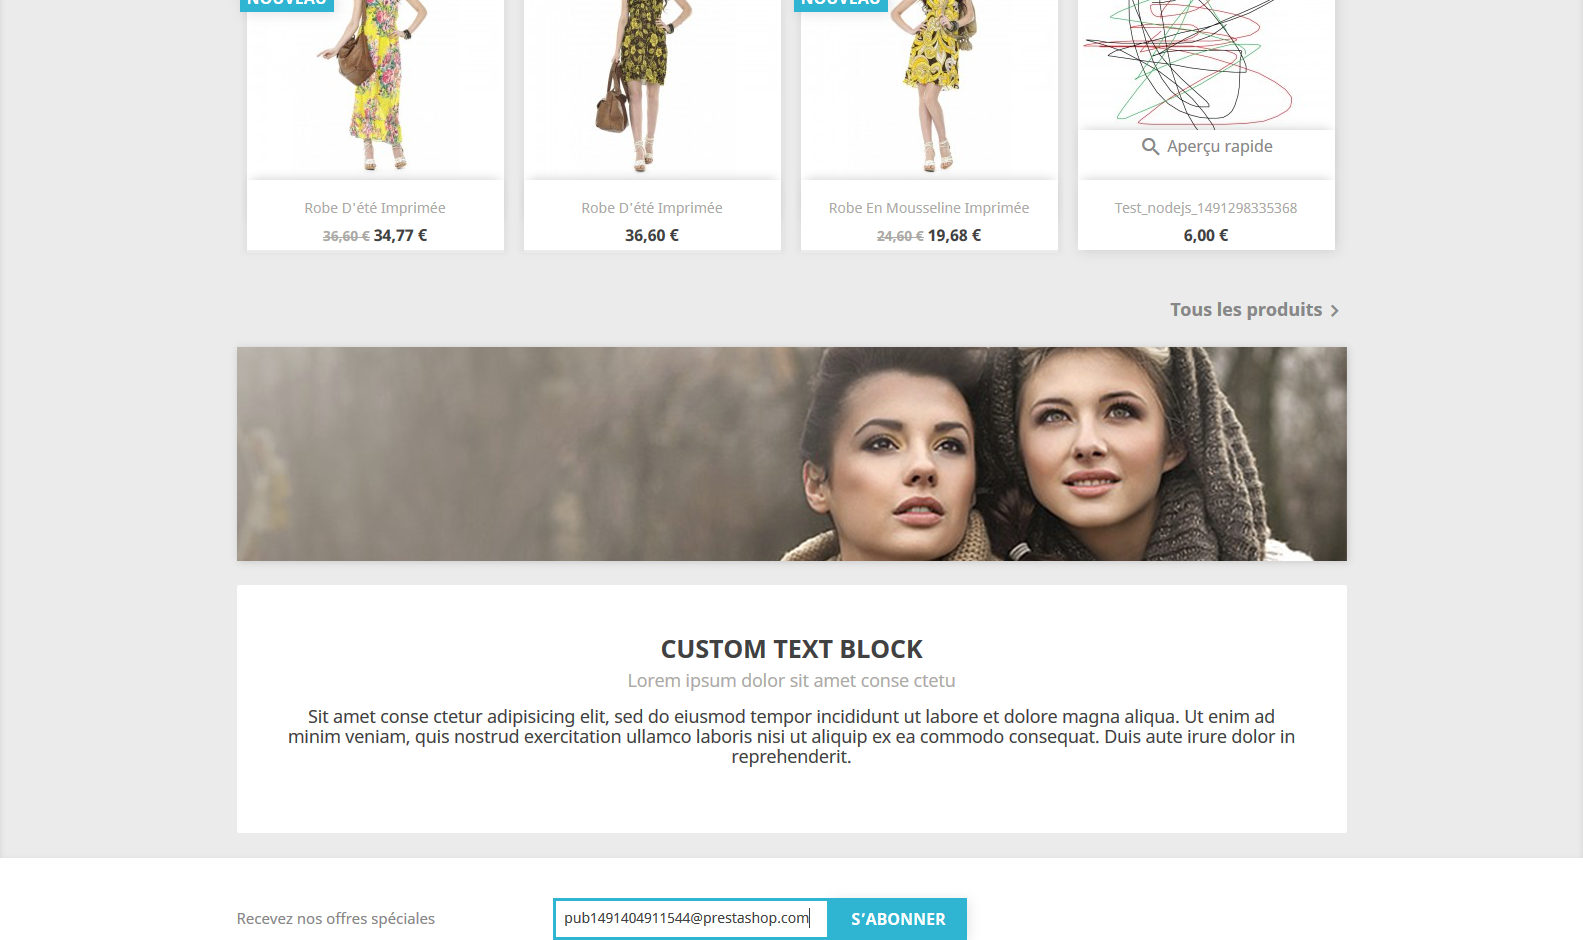 NOUVEAU
NOUVEAU
Aperçu rapide
Robe D'été Imprimée
36,60 € 34,77 €
Robe D'été Imprimée
36,60 €
Robe En Mousseline Imprimée
24,60 € 19,68 €
Test_nodejs_1491298335368
6,00 €
Tous les produits
CUSTOM TEXT BLOCK
Lorem ipsum dolor sit amet conse ctetu
Sit amet conse ctetur adipisicing elit, sed do eiusmod tempor incididunt ut labore et dolore magna aliqua. Ut enim ad
minim veniam, quis nostrud exercitation ullamco laboris nisi ut aliquip ex ea commodo consequat. Duis aute irure dolor in
reprehenderit.
Recevez nos offres spéciales
pub1491404911544@prestashop.com
S’ABONNER